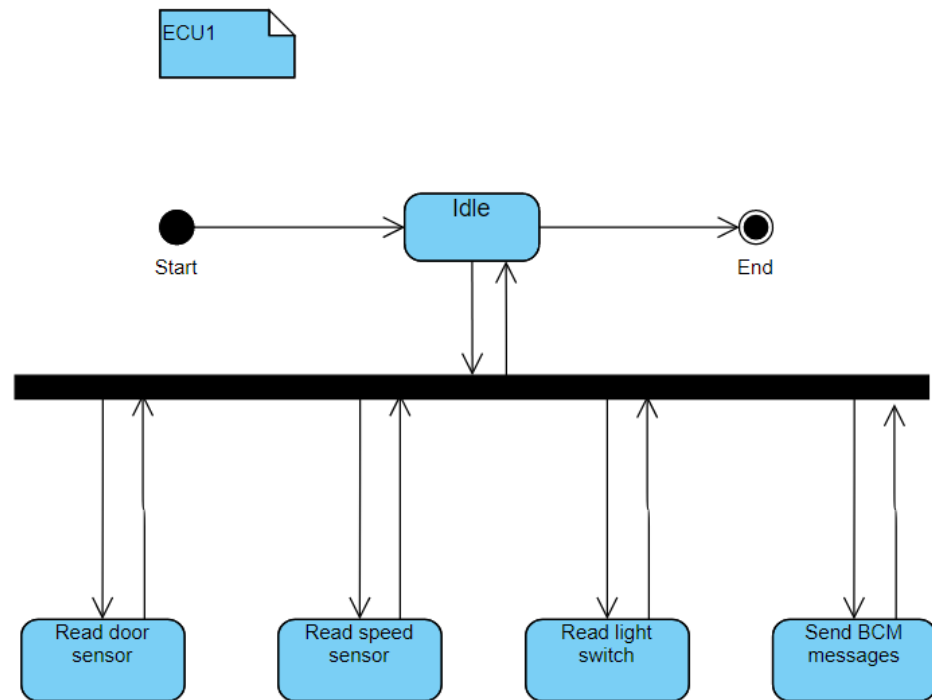 ECU1
Idle
Start
End
Read door
sensor
Read speed
sensor
Read light
switch
Send BCM
messages